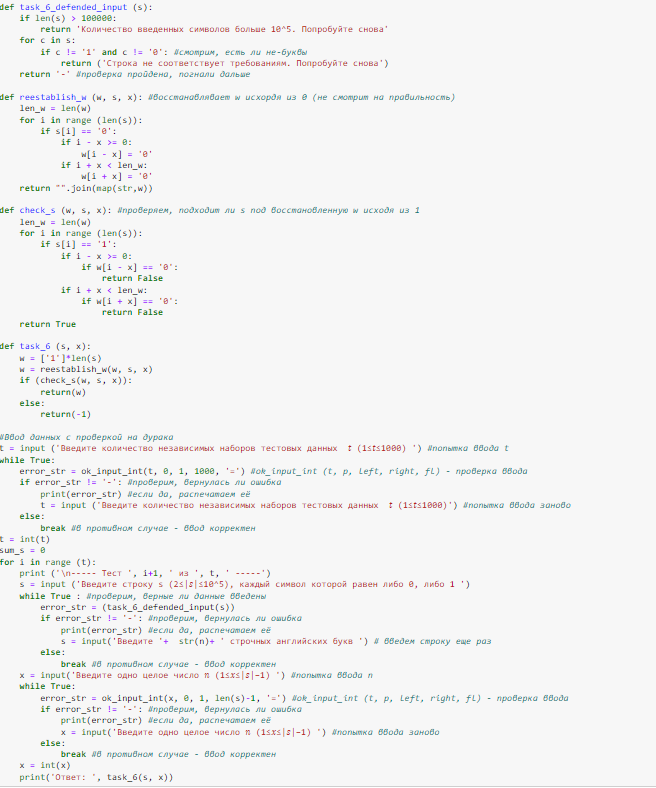 def task_6_defended_input (s):
    if len(s) > 100000:
        return 'Количество введенных символов больше 10^5. Попробуйте снова'
    for c in s:
        if c != '1' and c != '0': #смотрим, есть ли не-буквы
            return ('Строка не соответствует требованиям. Попробуйте снова')
    return '-' #проверка пройдена, погнали дальше

def reestablish_w (w, s, x): #восстанавливает w исходя из 0 (не смотрит на правильность)
    len_w = len(w)
    for i in range (len(s)):
        if s[i] == '0':
            if i - x >= 0:
                w[i - x] = '0'
            if i + x < len_w:
                w[i + x] = '0'
    return "".join(map(str,w))

def check_s (w, s, x): #проверяем, подходит ли s под восстановленную w исходя из 1
    len_w = len(w)
    for i in range (len(s)):
        if s[i] == '1':
            if i - x >= 0:
                if w[i - x] == '0':
                    return False
            if i + x < len_w:
                if w[i + x] == '0':
                    return False
    return True

def task_6 (s, x):
    w = ['1']*len(s)
    w = reestablish_w(w, s, x)
    if (check_s(w, s, x)):
        return(w)
    else:
        return(-1)

#Ввод данных с проверкой на дурака
t = input ('Введите количество независимых наборов тестовых данных t (1≤t≤1000) ') #попытка ввода t
while True:
    error_str = ok_input_int(t, 0, 1, 1000, '=') #ok_input_int (t, p, left, right, fl) - проверка ввода
    if error_str != '-': #проверим, вернулась ли ошибка
        print(error_str) #если да, распечатаем её
        t = input ('Введите количество независимых наборов тестовых данных t (1≤t≤1000)') #попытка ввода заново
    else:
        break #в противном случае - ввод корректен
t = int(t)
sum_s = 0
for i in range (t):
    print ('\n----- Тест ', i+1, ' из ', t, ' -----')
    s = input ('Введите строку s (2≤|s|≤10^5), каждый символ которой равен либо 0, либо 1 ')
    while True : #проверим, верные ли данные введены
        error_str = (task_6_defended_input(s))
        if error_str != '-': #проверим, вернулась ли ошибка
            print(error_str) #если да, распечатаем её
            s = input('Введите '+ str(n)+ ' строчных английских букв ') # введем строку еще раз
        else:
            break #в противном случае - ввод корректен
    x = input('Введите одно целое число n (1≤x≤|s|−1) ') #попытка ввода n
    while True:
        error_str = ok_input_int(x, 0, 1, len(s)-1, '=') #ok_input_int (t, p, left, right, fl) - проверка ввода
        if error_str != '-': #проверим, вернулась ли ошибка
            print(error_str) #если да, распечатаем её
            x = input('Введите одно целое число n (1≤x≤|s|−1) ') #попытка ввода заново
        else:
            break #в противном случае - ввод корректен
    x = int(x)
    print('Ответ: ', task_6(s, x))